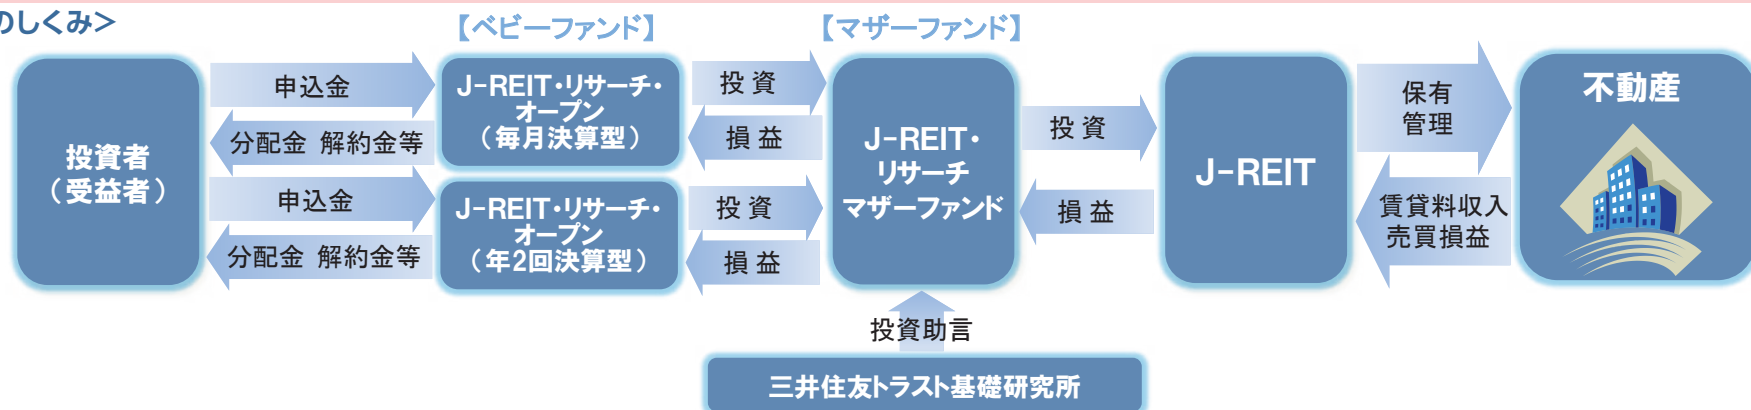 のしくみ>
【ベビーファンド】
【マザーファンド】
投資者
（受益者）
申込金
分配金 解約金等
申込金
分配金 解約金等
J-REIT・リサーチ・
オープン
（毎月決算型）
J-REIT・リサーチ・
オープン
（年2回決算型）
投 資
損 益
投 資
損 益
J-REIT・
リサーチ
マザーファンド
投 資
損 益
J-REIT
保有
管理
賃貸料収入
売買損益
不動産
投資助言
三井住友トラスト基礎研究所